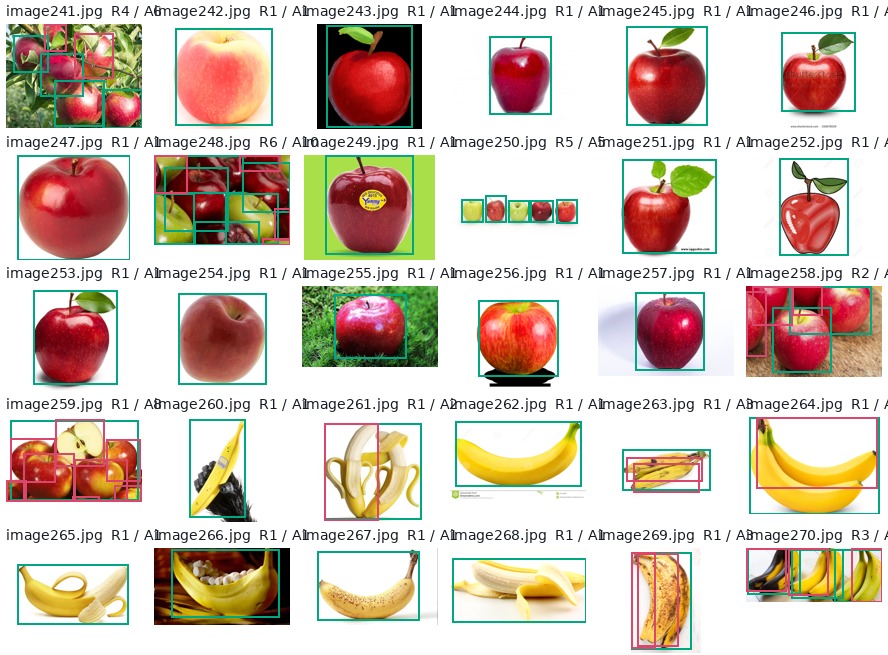 image241.jpg R4 / A6
image242.jpg R1 / A1
image243.jpg R1 / A1
image244.jpg R1 / A1
image245.jpg R1 / A1
image246.jpg R1 / A
image247.jpg R1 / A1
image248.jpg R6 / A10
image249.jpg R1 / A1
image250.jpg R5 / A5
image251.jpg R1 / A1
image252.jpg R1 / A
Yummy
image253.jpg R1 / A1
image254.jpg R1 / A1
image255.jpg R1 / A1
image256.jpg R1 / A1
image257.jpg R1 / A1
image258.jpg R2 / A
image259.jpg R1 / A8
image260.jpg R1 / A1
image261.jpg R1 / A2
image262.jpg R1 / A1
image263.jpg R1 / A3
image264.jpg R1 / A
image265.jpg R1 / A1
image266.jpg R1 / A1
image267.jpg R1 / A1
image268.jpg R1 / A1
image269.jpg R1 / A3
image270.jpg R3 / A